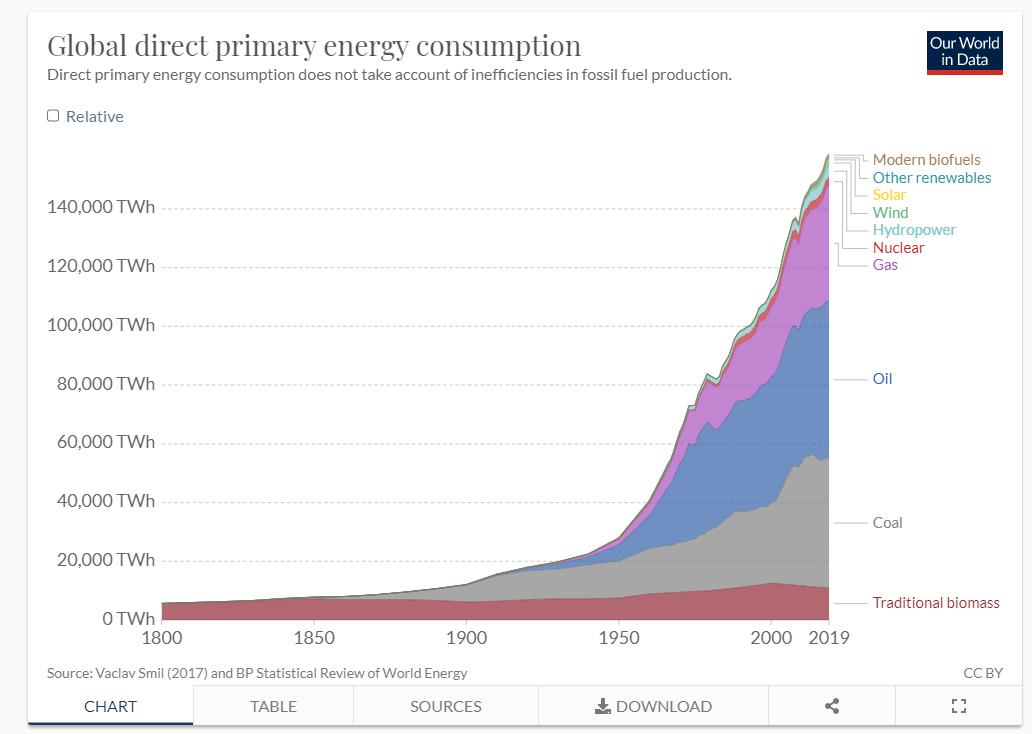 Global direct primary energy consumption
Direct primary energy consumption does not take account of inefficiencies in fossil fuel production.
Our World
in Data
Relative
140,000 TWh
120,000 TWh
100,000 TWh
80,000 TWh
60,000 TWh
40,000 TWh
20,000 TWh
0 TWh
1800 1850 1900 1950 2000 2019
Modern biofuels
Other renewables
Solar
Wind
Hydropower
Nuclear
Gas
Oil
Coal
Traditional biomass
Source: Vaclav Smil (2017) and BP Statistical Review of World Energy
CC BY
CHART TABLE SOURCES DOWNLOAD